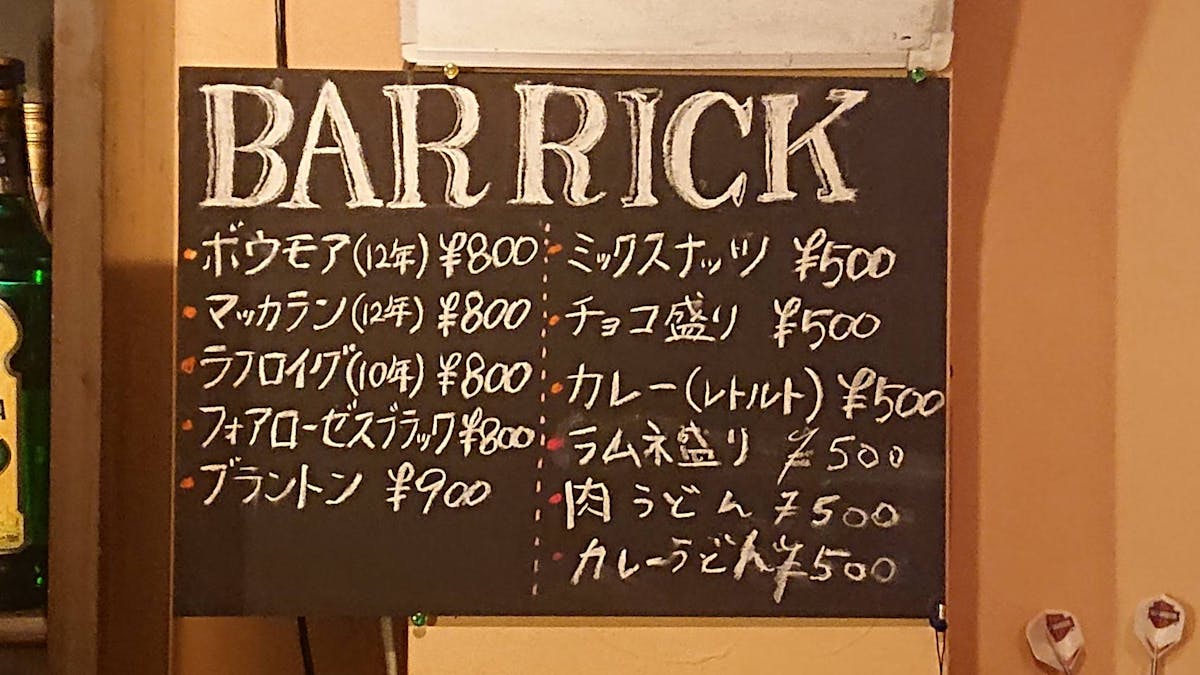 BAR RICK
・ボウモア(12年) ¥800
・マッカラン(12年) ¥800
・ラフロイグ(10年) ¥800
・フォアローゼスブラック ¥800
・ブラントン ¥900
・ミックスナッツ ¥500
・チョコ盛り ¥500
・カレー(レトルト) ¥500
・ラムネ盛り ¥500
・肉うどん ¥500
・カレーうどん ¥500